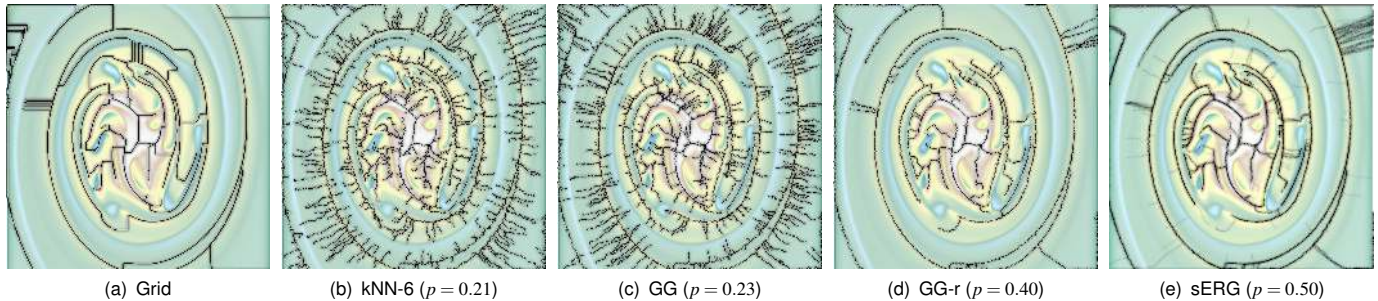 (a) Grid
(b) kNN-6 (p = 0.21)
(c) GG (p = 0.23)
(d) GG-r (p = 0.40)
(e) sERG (p = 0.50)